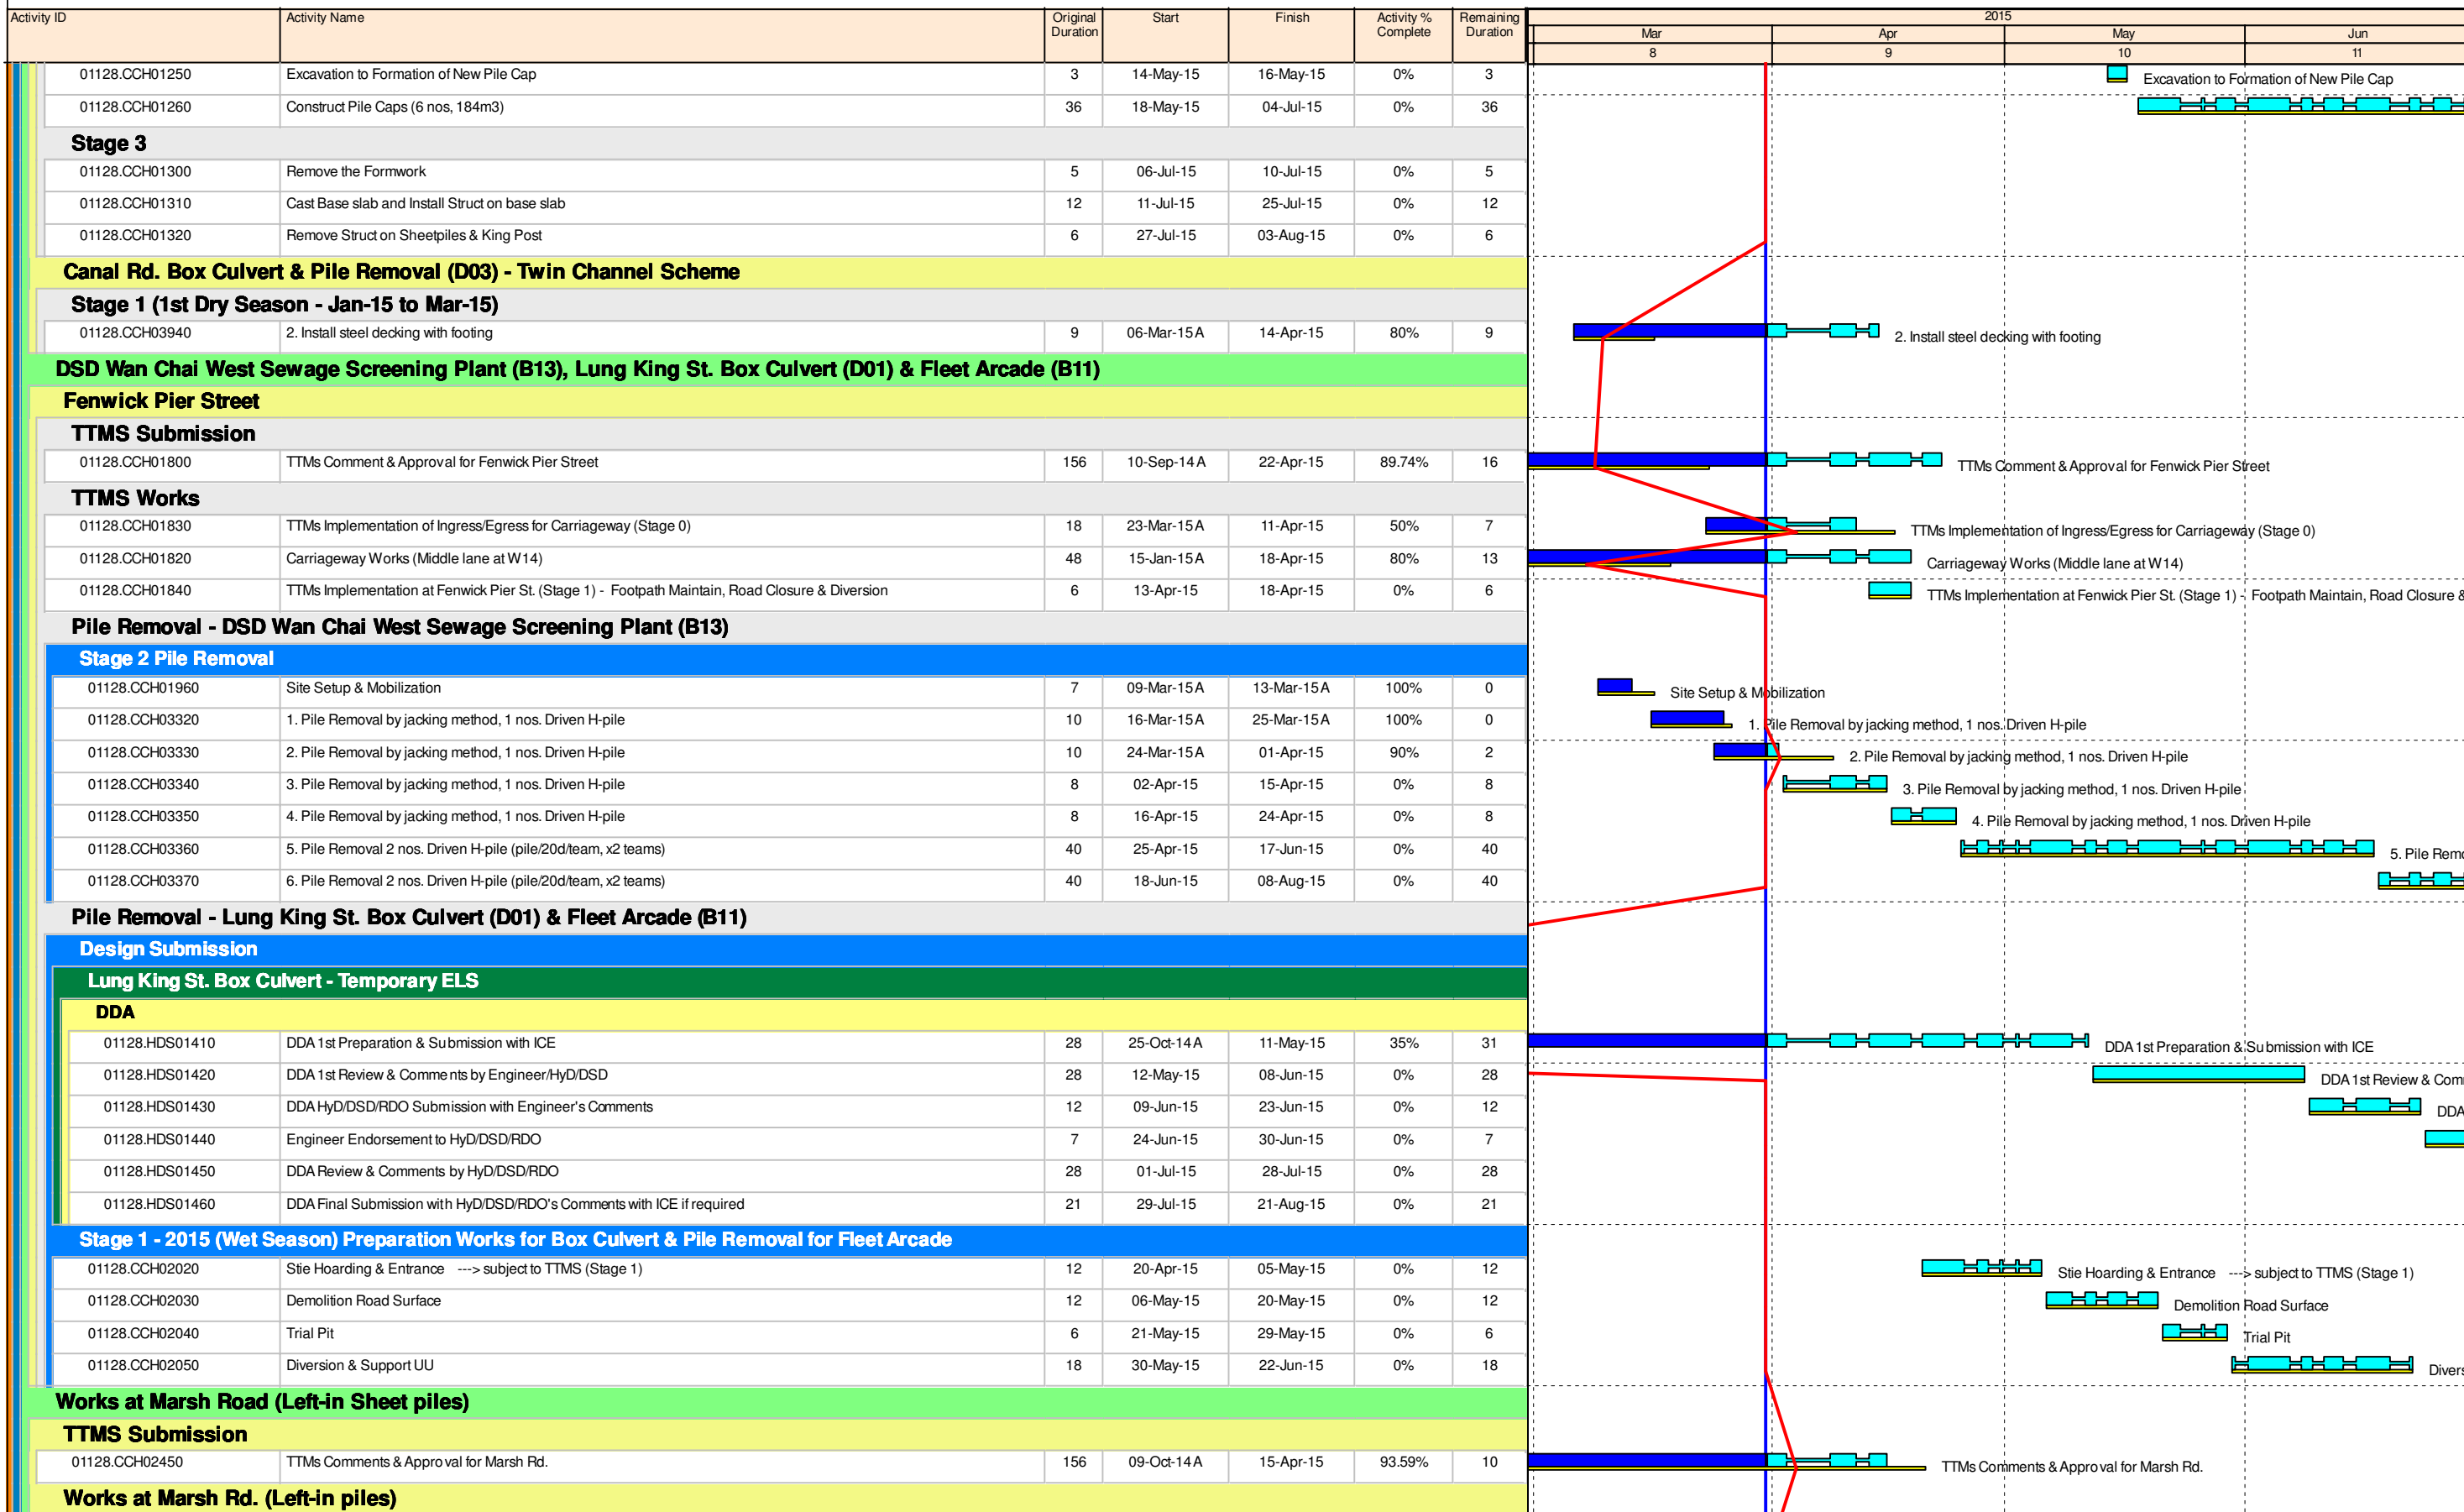 Activity ID Activity Name Original Duration Start Finish Activity % Complete Remaining Duration 2015
Mar Apr May Jun
8 9 10 11
01128.CCH01250 Excavation to Formation of New Pile Cap 3 14-May-15 16-May-15 0% 3 Excavation to Formation of New Pile Cap
01128.CCH01260 Construct Pile Caps (6 nos, 184m3) 36 18-May-15 04-Jul-15 0% 36
Stage 3
01128.CCH01300 Remove the Formwork 5 06-Jul-15 10-Jul-15 0% 5
01128.CCH01310 Cast Base slab and Install Struct on base slab 12 11-Jul-15 25-Jul-15 0% 12
01128.CCH01320 Remove Struct on Sheetpiles & King Post 6 27-Jul-15 03-Aug-15 0% 6
Canal Rd. Box Culvert & Pile Removal (D03) - Twin Channel Scheme
Stage 1 (1st Dry Season - Jan-15 to Mar-15)
01128.CCH03940 2. Install steel decking with footing 9 06-Mar-15 A 14-Apr-15 80% 9 2. Install steel decking with footing
DSD Wan Chai West Sewage Screening Plant (B13), Lung King St. Box Culvert (D01) & Fleet Arcade (B11)
Fenwick Pier Street
TTMS Submission
01128.CCH01800 TTMs Comment & Approval for Fenwick Pier Street 156 10-Sep-14 A 22-Apr-15 89.74% 16 TTMs Comment & Approval for Fenwick Pier Street
TTMS Works
01128.CCH01830 TTMs Implementation of Ingress/Egress for Carriageway (Stage 0) 18 23-Mar-15 A 11-Apr-15 50% 7 TTMs Implementation of Ingress/Egress for Carriageway (Stage 0)
01128.CCH01820 Carriageway Works (Middle lane at W14) 48 15-Jan-15 A 18-Apr-15 80% 13 Carriageway Works (Middle lane at W14)
01128.CCH01840 TTMs Implementation at Fenwick Pier St. (Stage 1) - Footpath Maintain, Road Closure & Diversion 6 13-Apr-15 18-Apr-15 0% 6 TTMs Implementation at Fenwick Pier St. (Stage 1) - Footpath Maintain, Road Closure &
Pile Removal - DSD Wan Chai West Sewage Screening Plant (B13)
Stage 2 Pile Removal
01128.CCH01960 Site Setup & Mobilization 7 09-Mar-15 A 13-Mar-15 A 100% 0 Site Setup & Mobilization
01128.CCH03320 1. Pile Removal by jacking method, 1 nos. Driven H-pile 10 16-Mar-15 A 25-Mar-15 A 100% 0 1. Pile Removal by jacking method, 1 nos. Driven H-pile
01128.CCH03330 2. Pile Removal by jacking method, 1 nos. Driven H-pile 10 24-Mar-15 A 01-Apr-15 90% 2 2. Pile Removal by jacking method, 1 nos. Driven H-pile
01128.CCH03340 3. Pile Removal by jacking method, 1 nos. Driven H-pile 8 02-Apr-15 15-Apr-15 0% 8 3. Pile Removal by jacking method, 1 nos. Driven H-pile
01128.CCH03350 4. Pile Removal by jacking method, 1 nos. Driven H-pile 8 16-Apr-15 24-Apr-15 0% 8 4. Pile Removal by jacking method, 1 nos. Driven H-pile
01128.CCH03360 5. Pile Removal 2 nos. Driven H-pile (pile/20d/team, x2 teams) 40 25-Apr-15 17-Jun-15 0% 40 5. Pile Remo
01128.CCH03370 6. Pile Removal 2 nos. Driven H-pile (pile/20d/team, x2 teams) 40 18-Jun-15 08-Aug-15 0% 40
Pile Removal - Lung King St. Box Culvert (D01) & Fleet Arcade (B11)
Design Submission
Lung King St. Box Culvert - Temporary ELS
DDA
01128.HDS01410 DDA 1st Preparation & Submission with ICE 28 25-Oct-14 A 11-May-15 35% 31 DDA 1st Preparation & Submission with ICE
01128.HDS01420 DDA 1st Review & Comments by Engineer/HyD/DSD 28 12-May-15 08-Jun-15 0% 28 DDA 1st Review & Com
01128.HDS01430 DDA HyD/DSD/RDO Submission with Engineer's Comments 12 09-Jun-15 23-Jun-15 0% 12 DDA
01128.HDS01440 Engineer Endorsement to HyD/DSD/RDO 7 24-Jun-15 30-Jun-15 0% 7
01128.HDS01450 DDA Review & Comments by HyD/DSD/RDO 28 01-Jul-15 28-Jul-15 0% 28
01128.HDS01460 DDA Final Submission with HyD/DSD/RDO's Comments with ICE if required 21 29-Jul-15 21-Aug-15 0% 21
Stage 1 - 2015 (Wet Season) Preparation Works for Box Culvert & Pile Removal for Fleet Arcade
01128.CCH02020 Stie Hoarding & Entrance ---> subject to TTMS (Stage 1) 12 20-Apr-15 05-May-15 0% 12 Stie Hoarding & Entrance ---> subject to TTMS (Stage 1)
01128.CCH02030 Demolition Road Surface 12 06-May-15 20-May-15 0% 12 Demolition Road Surface
01128.CCH02040 Trial Pit 6 21-May-15 29-May-15 0% 6 Trial Pit
01128.CCH02050 Diversion & Support UU 18 30-May-15 22-Jun-15 0% 18 Divers
Works at Marsh Road (Left-in Sheet piles)
TTMS Submission
01128.CCH02450 TTMs Comments & Approval for Marsh Rd. 156 09-Oct-14 A 15-Apr-15 93.59% 10 TTMs Comments & Approval for Marsh Rd.
Works at Marsh Rd. (Left-in piles)